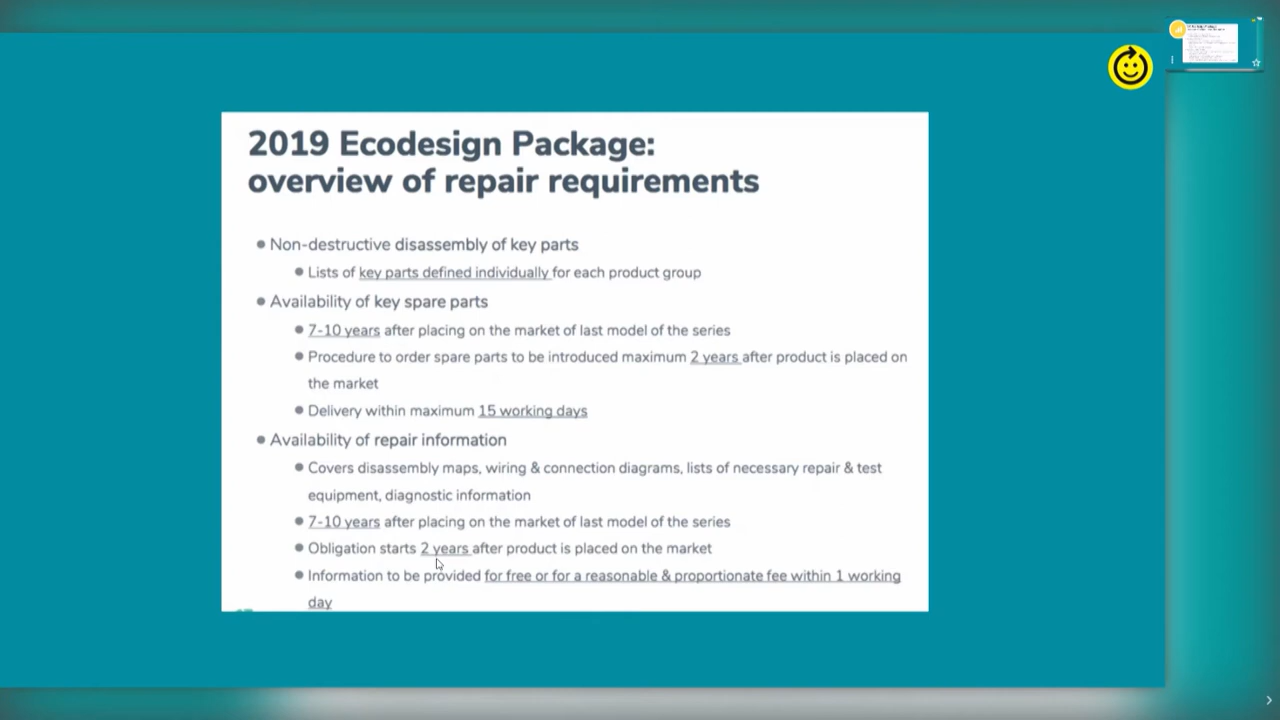 2019 Ecodesign Package:
overview of repair requirements
● Non-destructive disassembly of key parts
● Lists of key parts defined individually for each product group
● Availability of key spare parts
● 7-10 years after placing on the market of last model of the series
● Procedure to order spare parts to be introduced maximum 2 years after product is placed on
the market
● Delivery within maximum 15 working days
● Availability of repair information
● Covers disassembly maps, wiring & connection diagrams, lists of necessary repair & test
equipment, diagnostic information
● 7-10 years after placing on the market of last model of the series
● Obligation starts 2 years after product is placed on the market
● Information to be provided for free or for a reasonable & proportionate fee within 1 working
day